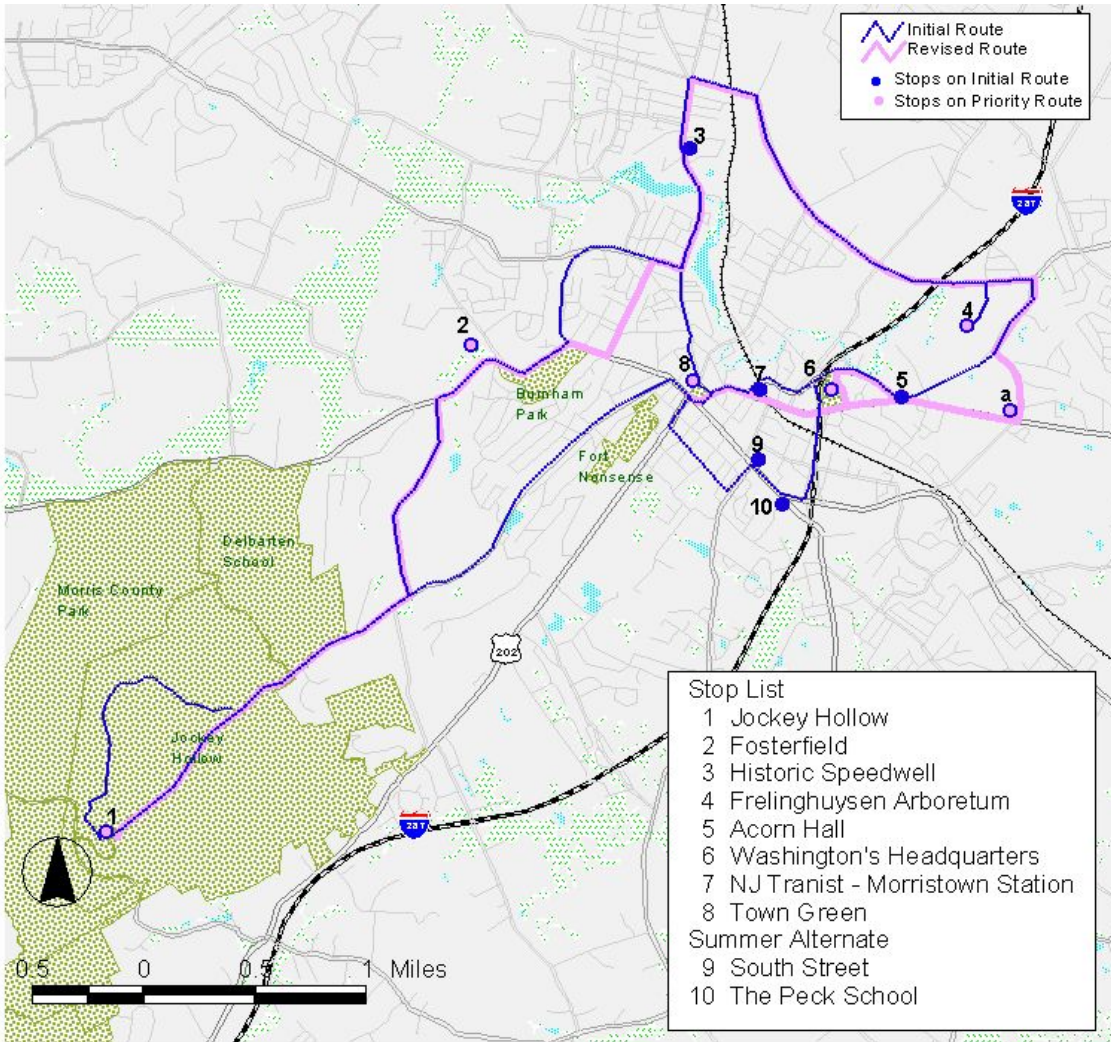 Initial Route
Revised Route
Stops on Initial Route
Stops on Priority Route
3
287
4
2
8
7
6
5
a
Burnham
Park
Fort
Nonsense
9
10
Delbarten
School
Morris County
Park
202
Jockey
Hollow
1
287
0.5 0 0.5 1 Miles
Stop List
1 Jockey Hollow
2 Fosterfield
3 Historic Speedwell
4 Frelinghuysen Arboretum
5 Acorn Hall
6 Washington's Headquarters
7 NJ Tranist - Morristown Station
8 Town Green
Summer Alternate
9 South Street
10 The Peck School